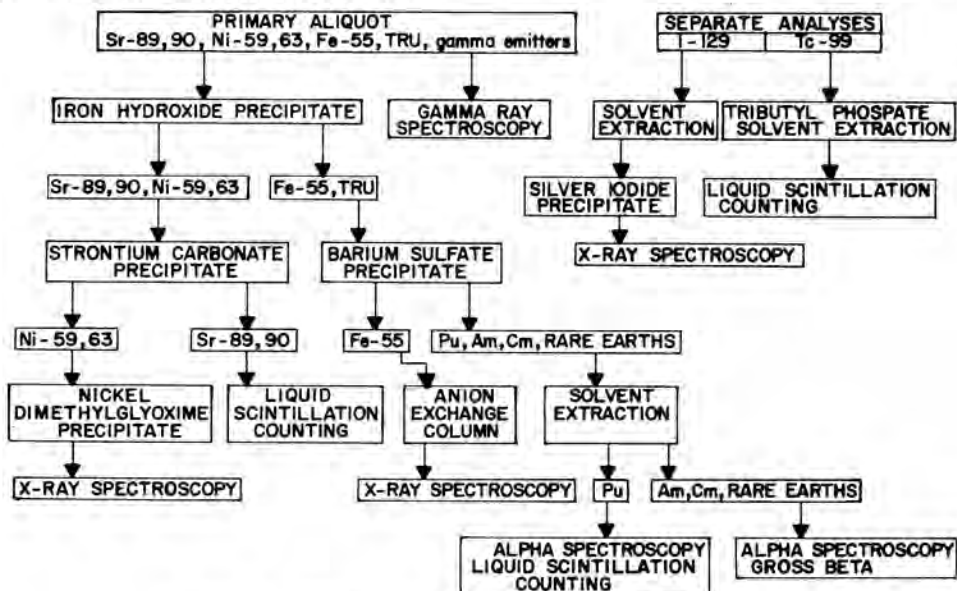 PRIMARY ALIQUOT
Sr-89,90, Ni-59,63, Fe-55, TRU, gamma emitters
SEPARATE ANALYSES
I-129
Tc-99
IRON HYDROXIDE PRECIPITATE
GAMMA RAY
SPECTROSCOPY
SOLVENT
EXTRACTION
TRIBUTYL PHOSPATE
SOLVENT EXTRACTION
Sr-89,90,Ni-59,63
Fe-55,TRU
SILVER IODIDE
PRECIPITATE
LIQUID SCINTILLATION
COUNTING
STRONTIUM CARBONATE
PRECIPITATE
BARIUM SULFATE
PRECIPITATE
X-RAY SPECTROSCOPY
Ni-59,63
Sr-89,90
Fe-55
Pu,Am,Cm,RARE EARTHS
NICKEL
DIMETHYLGLYOXIME
PRECIPITATE
LIQUID
SCINTILLATION
COUNTING
ANION
EXCHANGE
COLUMN
SOLVENT
EXTRACTION
X-RAY SPECTROSCOPY
X-RAY SPECTROSCOPY
Pu
Am,Cm,RARE EARTHS
ALPHA SPECTROSCOPY
LIQUID SCINTILLATION
COUNTING
ALPHA SPECTROSCOPY
GROSS BETA